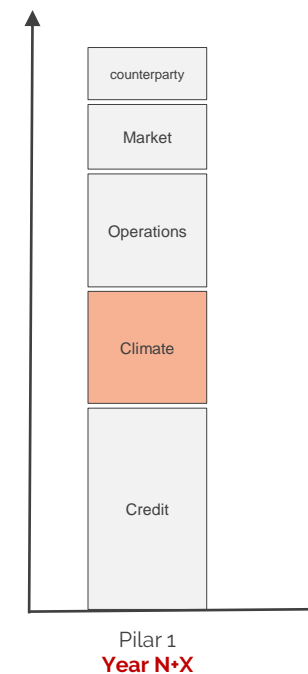 counterparty
Market
Operations
Climate
Credit
Pilar 1
Year N+X